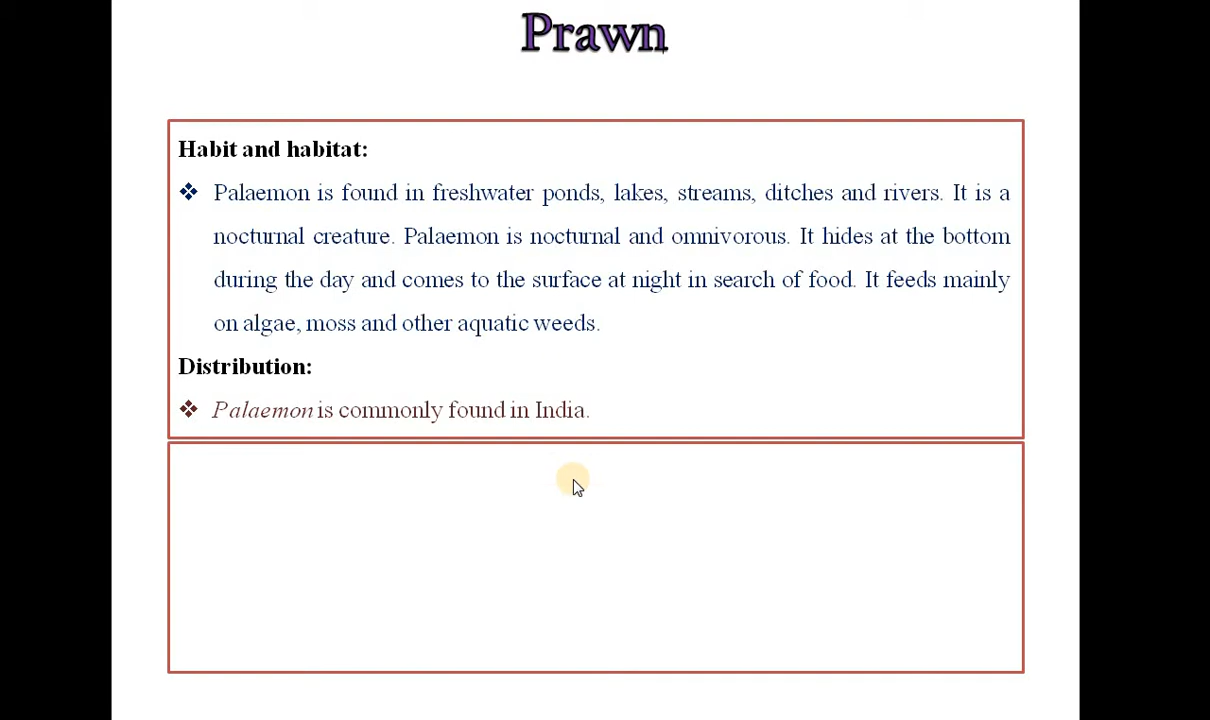 Prawn
Habit and habitat:
❖ Palaemon is found in freshwater ponds, lakes, streams, ditches and rivers. It is a
nocturnal creature. Palaemon is nocturnal and omnivorous. It hides at the bottom
during the day and comes to the surface at night in search of food. It feeds mainly
on algae, moss and other aquatic weeds.
Distribution:
❖ Palaemon is commonly found in India.